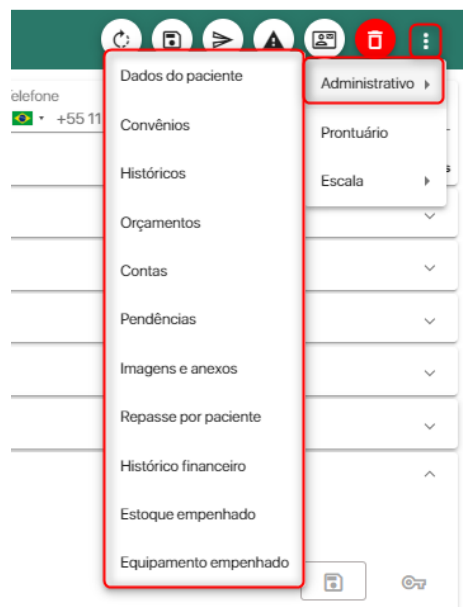 Dados do paciente
Administrativo
elefone
+55 11
Convênios
Prontuário
Históricos
Escala
s
Orçamentos
Contas
Pendências
Imagens e anexos
Repasse por paciente
Histórico financeiro
Estoque empenhado
Equipamento empenhado